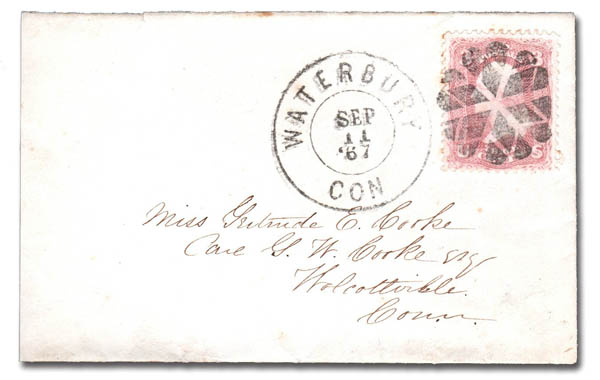 WATERBURY
SEP
11
'67
CON
Miss Gertrude E. Cooke
Care G. W. Cooke Esq
Wolcottville.
Conn.